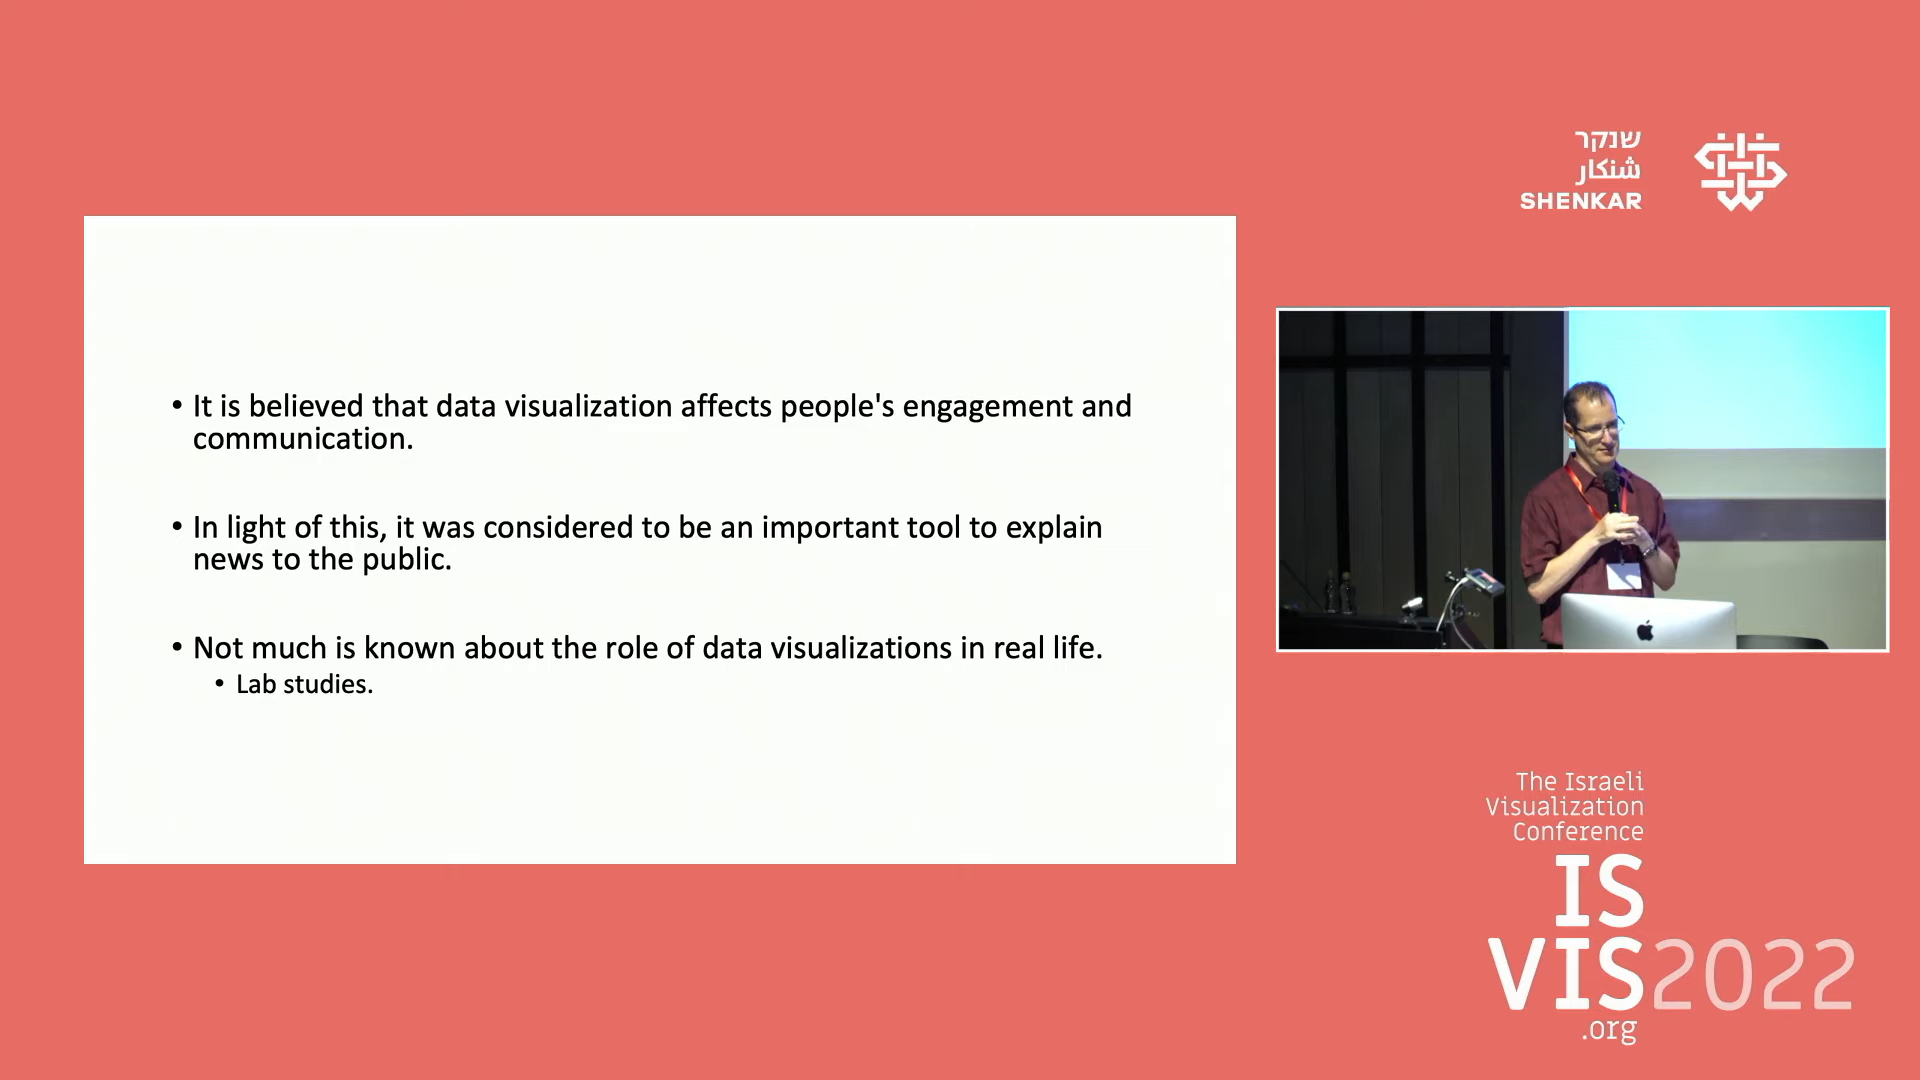 • It is believed that data visualization affects people's engagement and
communication.
• In light of this, it was considered to be an important tool to explain
news to the public.
• Not much is known about the role of data visualizations in real life.
• Lab studies.
שנקר
شنكار
SHENKAR
The Israeli
Visualization
Conference
IS
VIS2022
.org